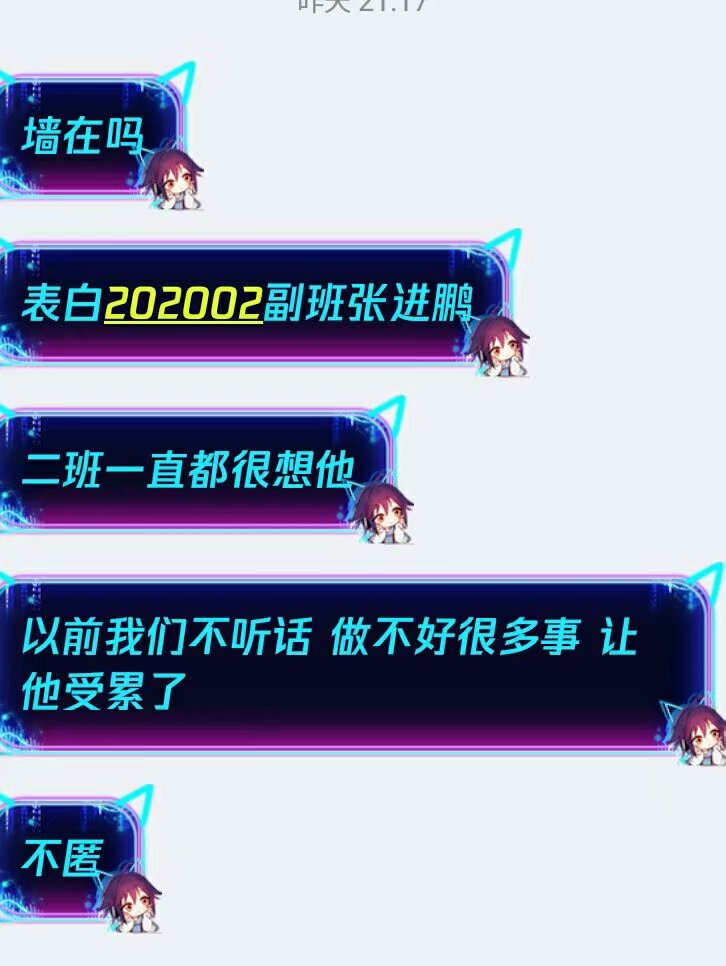 昨天 21:17
墙在吗
表白202002副班张进鹏
二班一直都很想他
以前我们不听话 做不好很多事 让
他受累了
不匿